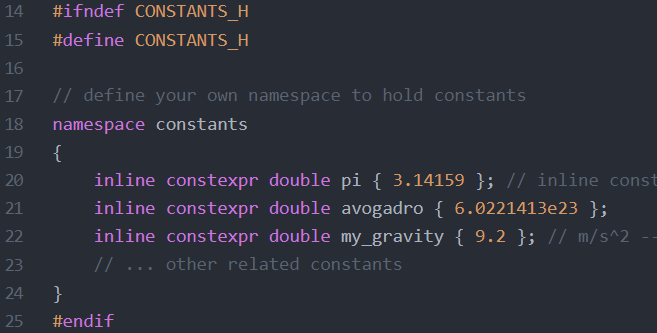 14 #ifndef CONSTANTS_H
15 #define CONSTANTS_H
16
17 // define your own namespace to hold constants
18 namespace constants
19 {
20     inline constexpr double pi { 3.14159 }; // inline const
21     inline constexpr double avogadro { 6.0221413e23 };
22     inline constexpr double my_gravity { 9.2 }; // m/s^2 --
23     // ... other related constants
24 }
25 #endif